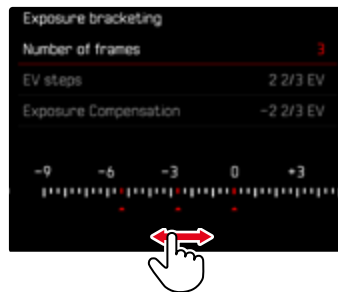 Exposure bracketing
Number of frames 3
EV steps 2 2/3 EV
Exposure Compensation -2 2/3 EV
-9 -6 -3 0 +3